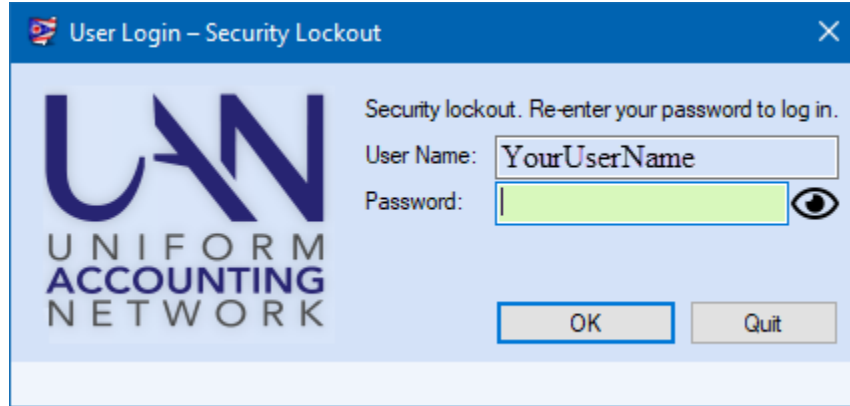 User Login – Security Lockout
Security lockout. Re-enter your password to log in.
User Name: YourUserName
Password:
UAN
UNIFORM
ACCOUNTING
NETWORK
OK Quit